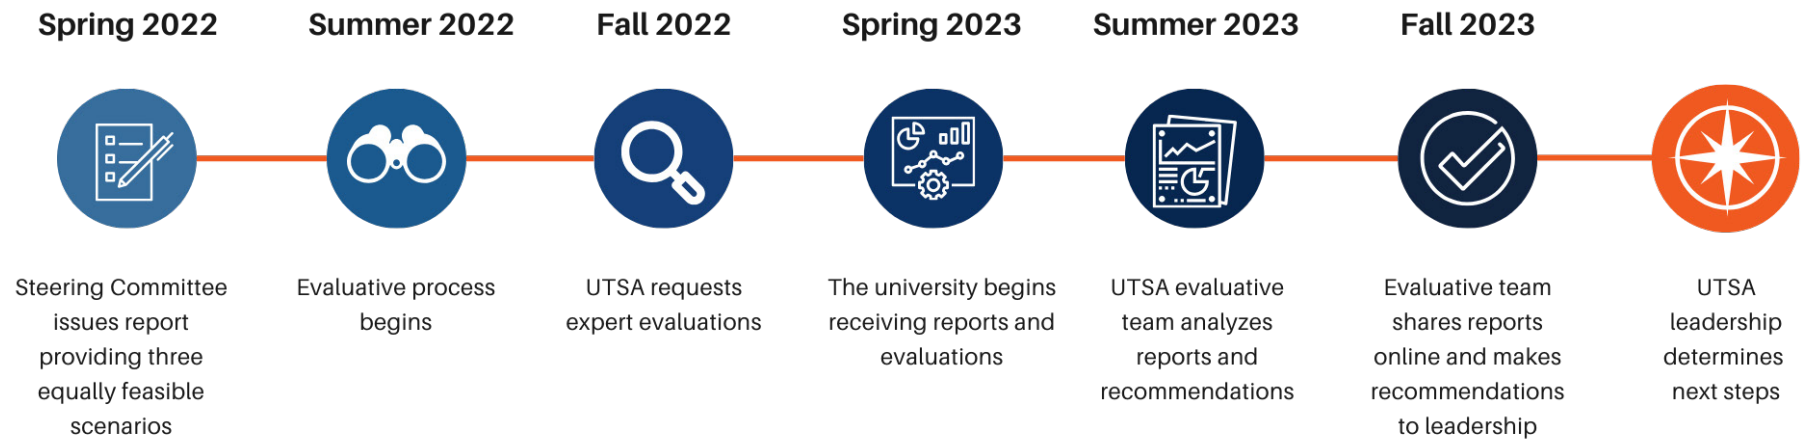 Spring 2022
Steering Committee
issues report
providing three
equally feasible
scenarios
Summer 2022
Evaluative process
begins
Fall 2022
UTSA requests
expert evaluations
Spring 2023
The university begins
receiving reports and
evaluations
Summer 2023
UTSA evaluative
team analyzes
reports and
recommendations
Fall 2023
Evaluative team
shares reports
online and makes
recommendations
to leadership
UTSA
leadership
determines
next steps